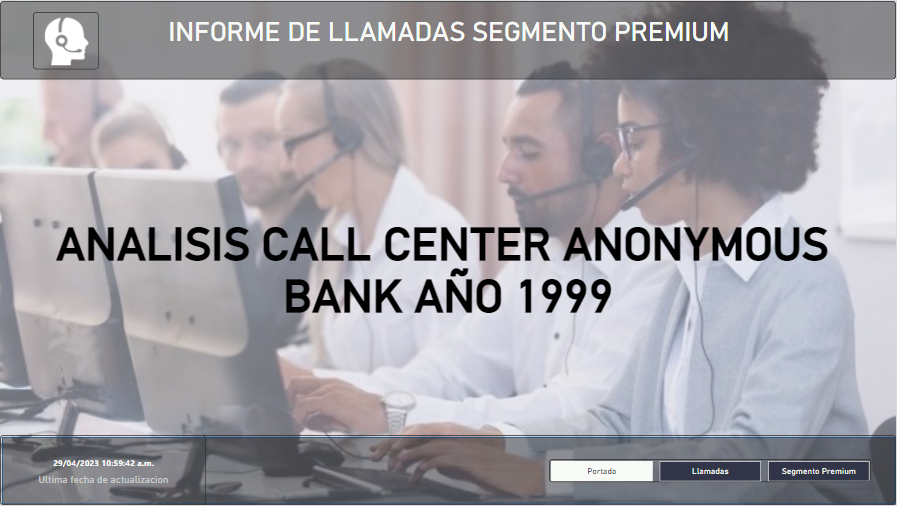 INFORME DE LLAMADAS SEGMENTO PREMIUM
ANALISIS CALL CENTER ANONYMOUS
BANK AÑO 1999
29/04/2023 10:59:42 a.m.
Ultima fecha de actualizacion
Portada
Llamadas
Segmento Premium